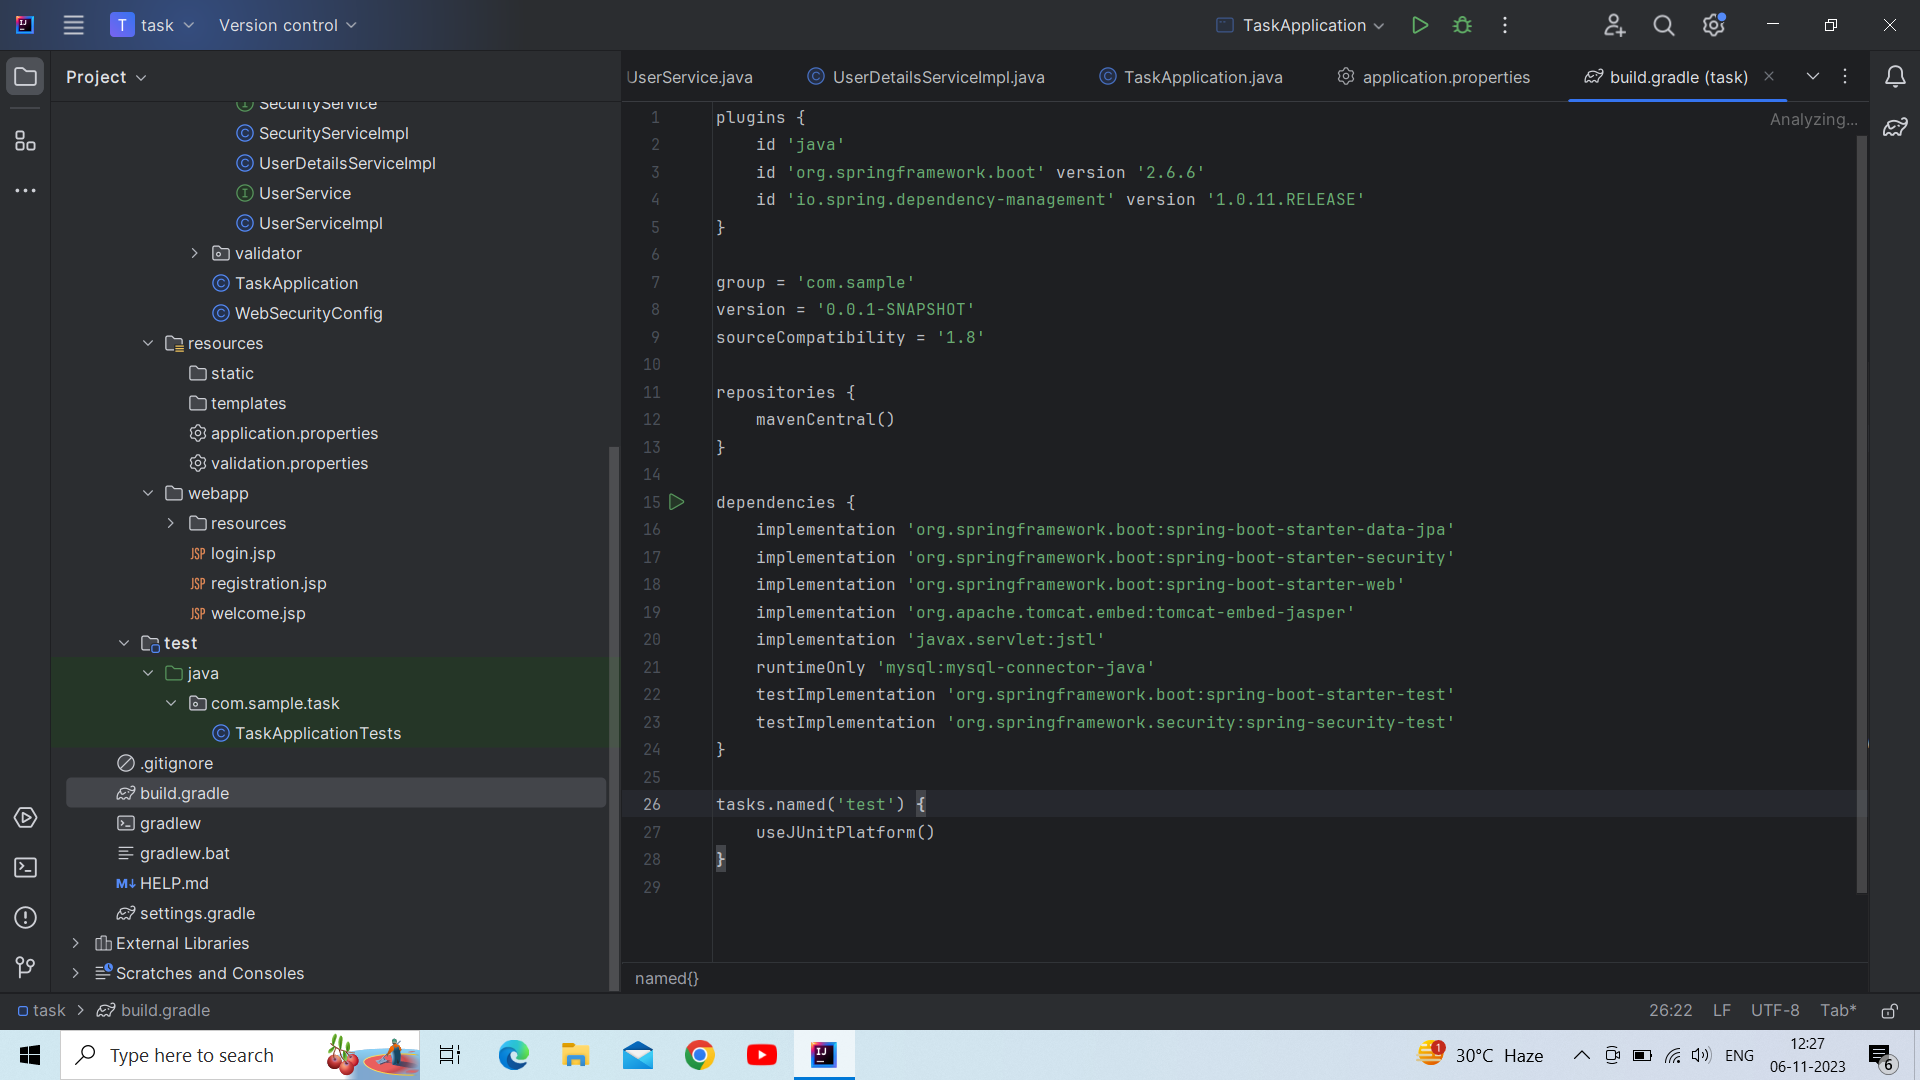 T task
Version control
TaskApplication
Project
SecurityService
SecurityServiceImpl
UserDetailsServiceImpl
UserService
UserServiceImpl
validator
TaskApplication
WebSecurityConfig
resources
static
templates
application.properties
validation.properties
webapp
resources
JSP login.jsp
JSP registration.jsp
JSP welcome.jsp
test
java
com.sample.task
TaskApplicationTests
.gitignore
build.gradle
gradlew
gradlew.bat
M↓ HELP.md
settings.gradle
External Libraries
Scratches and Consoles
UserService.java
UserDetailsServiceImpl.java
TaskApplication.java
application.properties
build.gradle (task)
Analyzing...
1 plugins {
2 id 'java'
3 id 'org.springframework.boot' version '2.6.6'
4 id 'io.spring.dependency-management' version '1.0.11.RELEASE'
5 }
6
7 group = 'com.sample'
8 version = '0.0.1-SNAPSHOT'
9 sourceCompatibility = '1.8'
10
11 repositories {
12 mavenCentral()
13 }
14
15 dependencies {
16 implementation 'org.springframework.boot:spring-boot-starter-data-jpa'
17 implementation 'org.springframework.boot:spring-boot-starter-security'
18 implementation 'org.springframework.boot:spring-boot-starter-web'
19 implementation 'org.apache.tomcat.embed:tomcat-embed-jasper'
20 implementation 'javax.servlet:jstl'
21 runtimeOnly 'mysql:mysql-connector-java'
22 testImplementation 'org.springframework.boot:spring-boot-starter-test'
23 testImplementation 'org.springframework.security:spring-security-test'
24 }
25
26 tasks.named('test') {
27 useJUnitPlatform()
28 }
29
named{}
task > build.gradle
26:22 LF UTF-8 Tab*
Type here to search
IJ
1
30°C Haze
ENG
12:27
06-11-2023
6